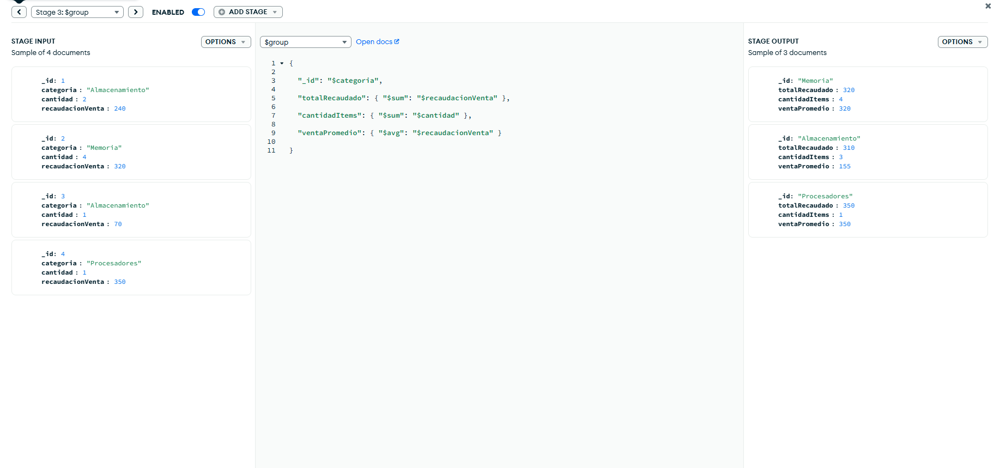 Stage 3: $group
ENABLED
ADD STAGE
STAGE INPUT
OPTIONS
Sample of 4 documents
_id: 1
categoria : "Almacenamiento"
cantidad : 2
recaudacionVenta : 240
_id: 2
categoria : "Memoria"
cantidad : 4
recaudacionVenta : 320
_id: 3
categoria : "Almacenamiento"
cantidad : 1
recaudacionVenta : 70
_id: 4
categoria : "Procesadores"
cantidad : 1
recaudacionVenta : 350
$group
Open docs
1 {
2
3 "_id": "$categoria",
4
5 "totalRecaudado": { "$sum": "$recaudacionVenta" },
6
7 "cantidadItems": { "$sum": "$cantidad" },
8
9 "ventaPromedio": { "$avg": "$recaudacionVenta" }
10
11 }
STAGE OUTPUT
OPTIONS
Sample of 3 documents
_id: "Memoria"
totalRecaudado : 320
cantidadItems : 4
ventaPromedio : 320
_id: "Almacenamiento"
totalRecaudado : 310
cantidadItems : 3
ventaPromedio : 155
_id: "Procesadores"
totalRecaudado : 350
cantidadItems : 1
ventaPromedio : 350